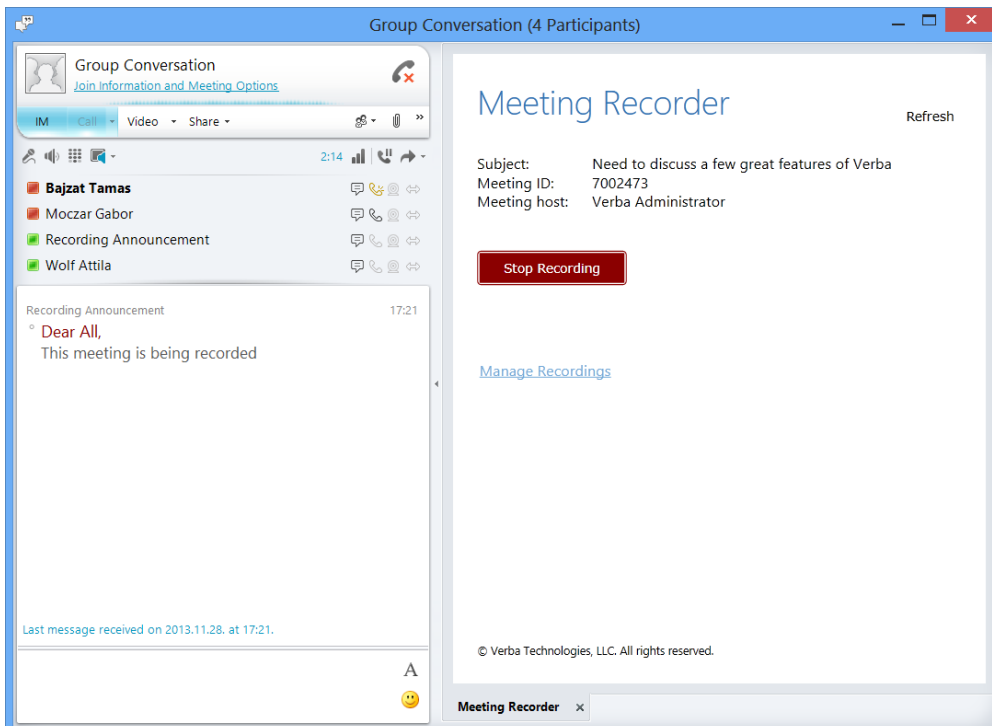 Group Conversation (4 Participants)
Group Conversation
Join Information and Meeting Options
IM Call Video Share
2:14
Bajzat Tamas
Moczar Gabor
Recording Announcement
Wolf Attila
Recording Announcement 17:21
Dear All,
This meeting is being recorded
Last message received on 2013.11.28. at 17:21.
A
Meeting Recorder
Refresh
Subject: Need to discuss a few great features of Verba
Meeting ID: 7002473
Meeting host: Verba Administrator
Stop Recording
Manage Recordings
© Verba Technologies, LLC. All rights reserved.
Meeting Recorder